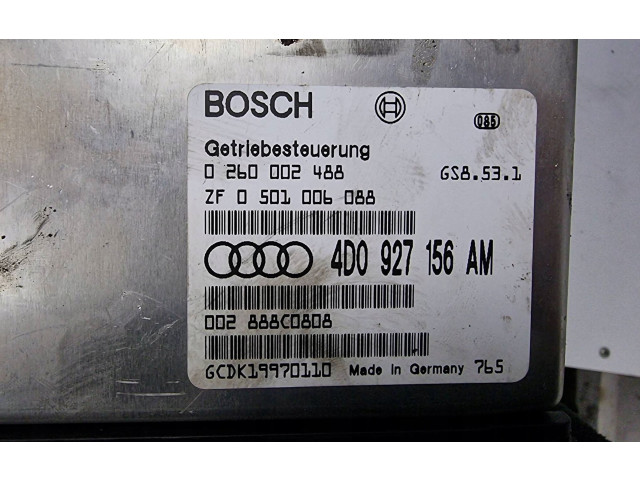 BOSCH
085
Getriebesteuerung
0 260 002 488 GS8.53.1
ZF 0 501 006 088
4D0 927 156 AM
002 888C0808
GCDK19970110 Made in Germany 765